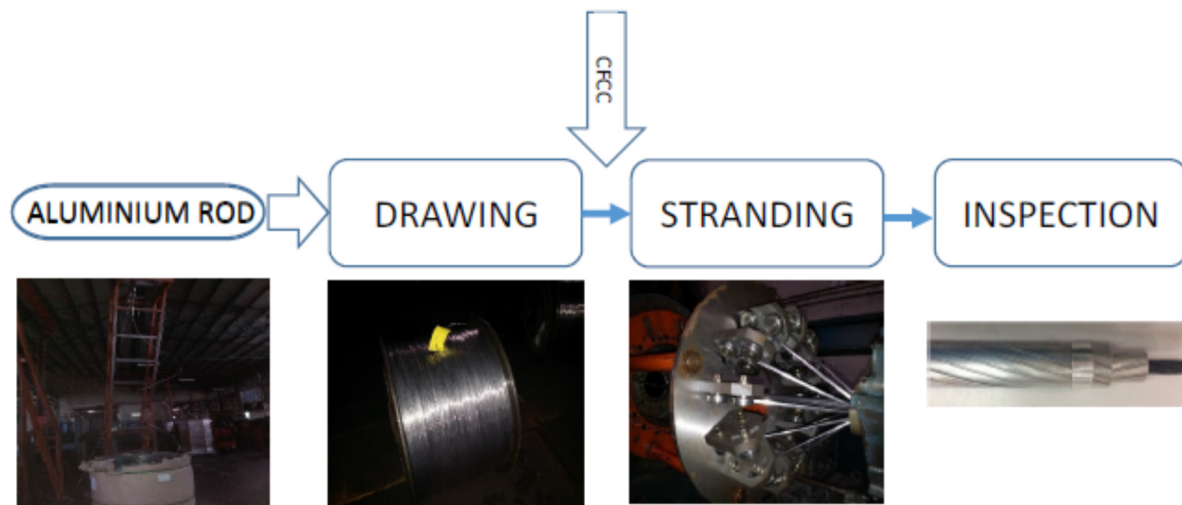 CFCC
ALUMINIUM ROD
DRAWING
STRANDING
INSPECTION